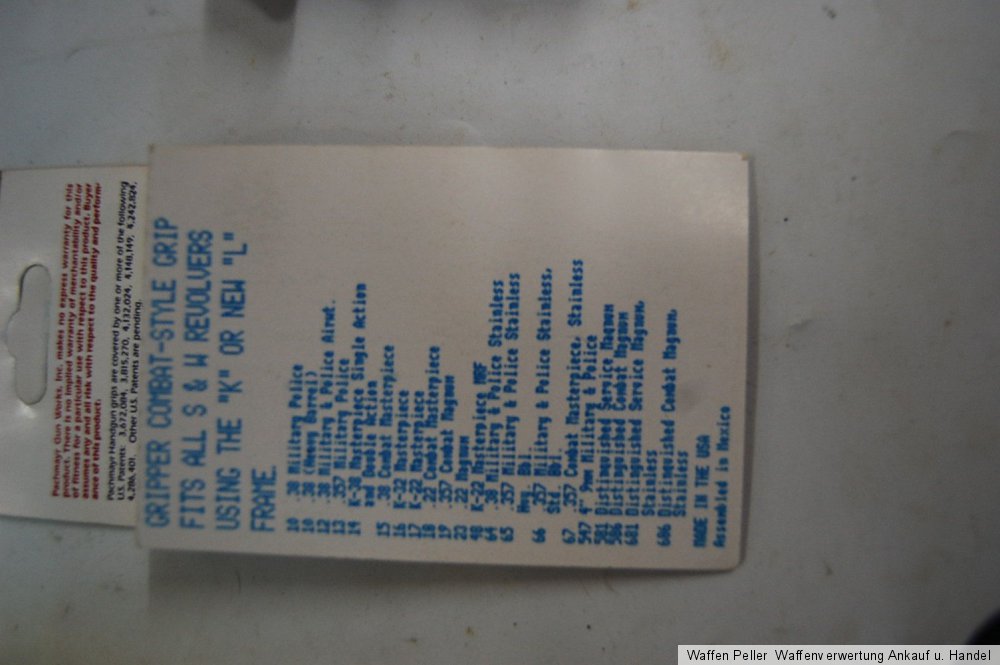 Pachmayr Gun Works, Inc. makes no express warranty for this
product. There is no implied warranty of merchantability and/or
of fitness for a particular use with respect to this product. Buyer
assumes any and all risk with respect to the quality and perform-
ance of this product.
Pachmayr Handgun grips are covered by one or more of the following
U.S. Patents: 3,672,084, 3,815,270, 4,132,024, 4,148,149, 4,242,824,
4,286,401. Other U.S. Patents are pending.
GRIPPER COMBAT-STYLE GRIP
FITS ALL S & W REVOLVERS
USING THE "K" OR NEW "L"
FRAME.
10 .38 Military Police
10 .38 (Heavy Barrel)
12 .38 Military & Police Airwt.
13 .357 Military Police
14 K-38 Masterpiece Single Action
and Double Action
15 .38 Combat Masterpiece
16 K-32 Masterpiece
17 K-22 Masterpiece
18 .22 Combat Masterpiece
19 .357 Combat Magnum
23 .22 Magnum
48 K-22 Masterpiece MRF
64 .38 Military & Police Stainless
65 .357 Military & Police Stainless
Hvy. Bbl.
66 .357 Military & Police Stainless,
Std. Bbl.
67 .357 Combat Masterpiece, Stainless
547 4" 9mm Military & Police
581 Distinguished Service Magnum
586 Distinguished Combat Magnum
681 Distinguished Service Magnum,
Stainless
686 Distinquished Combat Magnum,
Stainless
MADE IN THE USA
Assembled in Mexico
Waffen Peller Waffenverwertung Ankauf u. Handel